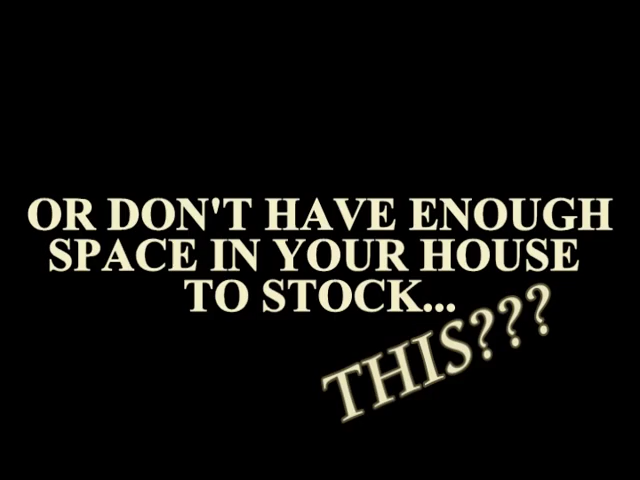 OR DON'T HAVE ENOUGH
SPACE IN YOUR HOUSE
TO STOCK...
THIS???